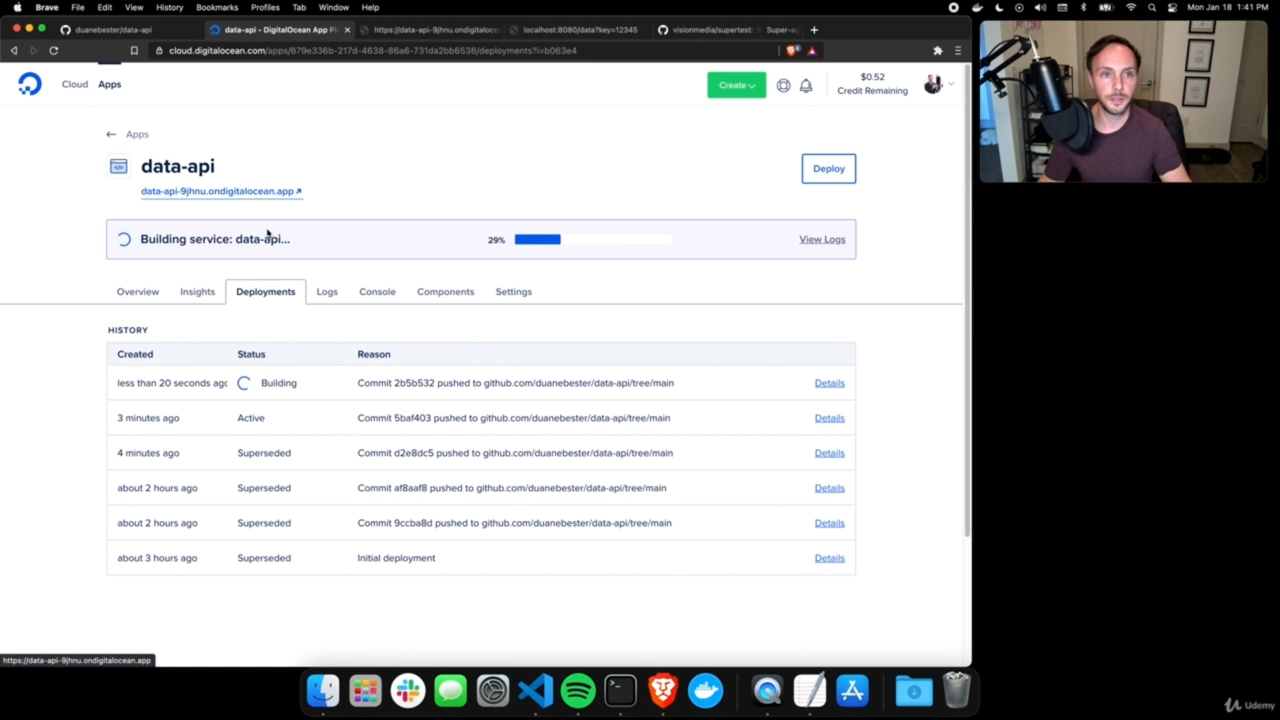 Brave File Edit View History Bookmarks Profiles Tab Window Help Mon Jan 18 1:41 PM
duanebester/data-api data-api - DigitalOcean App Pl https://data-api-9jhnu.ondigitalocean localhost:8080/data?key=12345 visionmedia/supertest: Super-a
cloud.digitalocean.com/apps/679e336b-217d-4638-86a6-731da2bb6536/deployments?i=b063e4
Cloud Apps Create $0.52
Credit Remaining
← Apps
data-api Deploy
data-api-9jhnu.ondigitalocean.app
Building service: data-api... 29% View Logs
Overview Insights Deployments Logs Console Components Settings
HISTORY
Created Status Reason
less than 20 seconds ago Building Commit 2b5b532 pushed to github.com/duanebester/data-api/tree/main Details
3 minutes ago Active Commit 5baf403 pushed to github.com/duanebester/data-api/tree/main Details
4 minutes ago Superseded Commit d2e8dc5 pushed to github.com/duanebester/data-api/tree/main Details
about 2 hours ago Superseded Commit af8aaf8 pushed to github.com/duanebester/data-api/tree/main Details
about 2 hours ago Superseded Commit 9ccba8d pushed to github.com/duanebester/data-api/tree/main Details
about 3 hours ago Superseded Initial deployment Details
https://data-api-9jhnu.ondigitalocean.app
Udemy